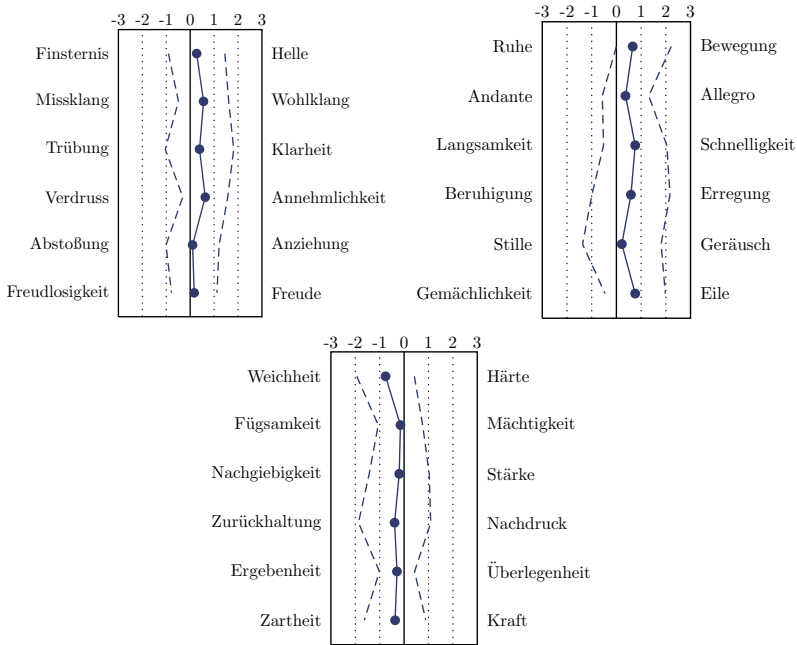 -3 -2 -1 0 1 2 3
Finsternis Helle
Missklang Wohlklang
Trübung Klarheit
Verdruss Annehmlichkeit
Abstoßung Anziehung
Freudlosigkeit Freude
-3 -2 -1 0 1 2 3
Ruhe Bewegung
Andante Allegro
Langsamkeit Schnelligkeit
Beruhigung Erregung
Stille Geräusch
Gemächlichkeit Eile
-3 -2 -1 0 1 2 3
Weichheit Härte
Fügsamkeit Mächtigkeit
Nachgiebigkeit Stärke
Zurückhaltung Nachdruck
Ergebenheit Überlegenheit
Zartheit Kraft